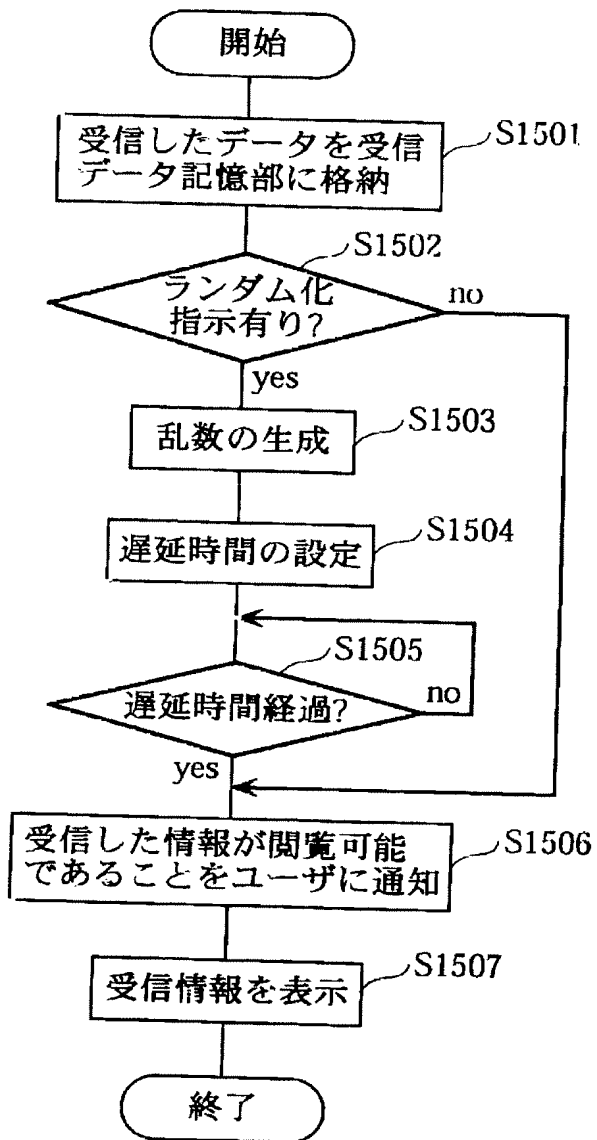 開始
受信したデータを受信
データ記憶部に格納
S1501
S1502
ランダム化
指示有り?
no
yes
乱数の生成
S1503
遅延時間の設定
S1504
S1505
遅延時間経過?
no
yes
受信した情報が閲覧可能
であることをユーザに通知
S1506
受信情報を表示
S1507
終了